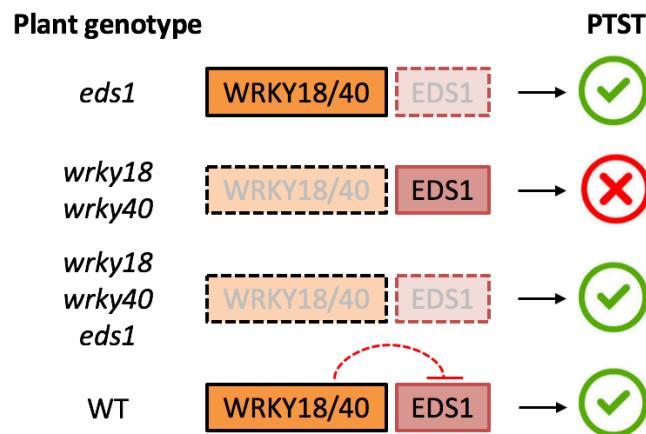 Plant genotype PTST
eds1 WRKY18/40 EDS1
wrky18
wrky40 WRKY18/40 EDS1
wrky18
wrky40 WRKY18/40 EDS1
eds1
WT WRKY18/40 EDS1